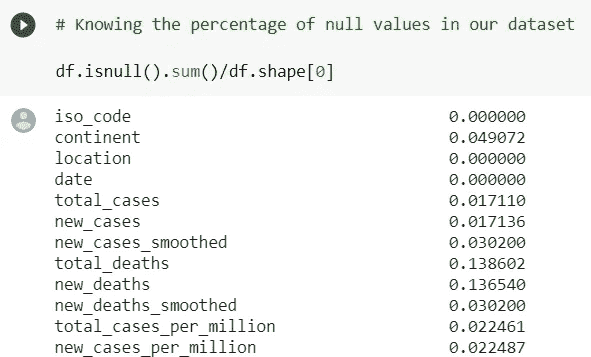 # Knowing the percentage of null values in our dataset
df.isnull().sum()/df.shape[0]
iso_code 0.000000
continent 0.049072
location 0.000000
date 0.000000
total_cases 0.017110
new_cases 0.017136
new_cases_smoothed 0.030200
total_deaths 0.138602
new_deaths 0.136540
new_deaths_smoothed 0.030200
total_cases_per_million 0.022461
new_cases_per_million 0.022487